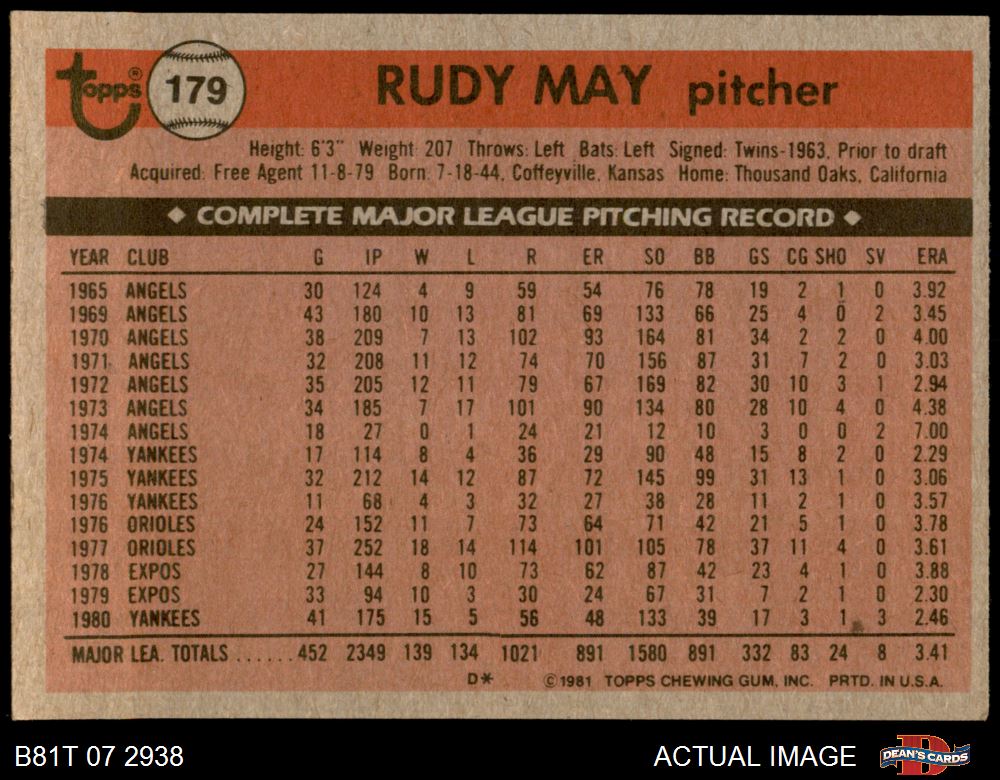 topps® 179 RUDY MAY pitcher
Height: 6'3" Weight: 207 Throws: Left Bats: Left Signed: Twins-1963, Prior to draft
Acquired: Free Agent 11-8-79 Born: 7-18-44, Coffeyville, Kansas Home: Thousand Oaks, California
◆ COMPLETE MAJOR LEAGUE PITCHING RECORD ◆
YEAR CLUB G IP W L R ER SO BB GS CG SHO SV ERA
1965 ANGELS 30 124 4 9 59 54 76 78 19 2 1 0 3.92
1969 ANGELS 43 180 10 13 81 69 133 66 25 4 0 2 3.45
1970 ANGELS 38 209 7 13 102 93 164 81 34 2 2 0 4.00
1971 ANGELS 32 208 11 12 74 70 156 87 31 7 2 0 3.03
1972 ANGELS 35 205 12 11 79 67 169 82 30 10 3 1 2.94
1973 ANGELS 34 185 7 17 101 90 134 80 28 10 4 0 4.38
1974 ANGELS 18 27 0 1 24 21 12 10 3 0 0 2 7.00
1974 YANKEES 17 114 8 4 36 29 90 48 15 8 2 0 2.29
1975 YANKEES 32 212 14 12 87 72 145 99 31 13 1 0 3.06
1976 YANKEES 11 68 4 3 32 27 38 28 11 2 1 0 3.57
1976 ORIOLES 24 152 11 7 73 64 71 42 21 5 1 0 3.78
1977 ORIOLES 37 252 18 14 114 101 105 78 37 11 4 0 3.61
1978 EXPOS 27 144 8 10 73 62 87 42 23 4 1 0 3.88
1979 EXPOS 33 94 10 3 30 24 67 31 7 2 1 0 2.30
1980 YANKEES 41 175 15 5 56 48 133 39 17 3 1 3 2.46
MAJOR LEA. TOTALS ...... 452 2349 139 134 1021 891 1580 891 332 83 24 8 3.41
D* ©1981 TOPPS CHEWING GUM, INC. PRTD. IN U.S.A.
B81T 07 2938 ACTUAL IMAGE DEAN'S CARDS